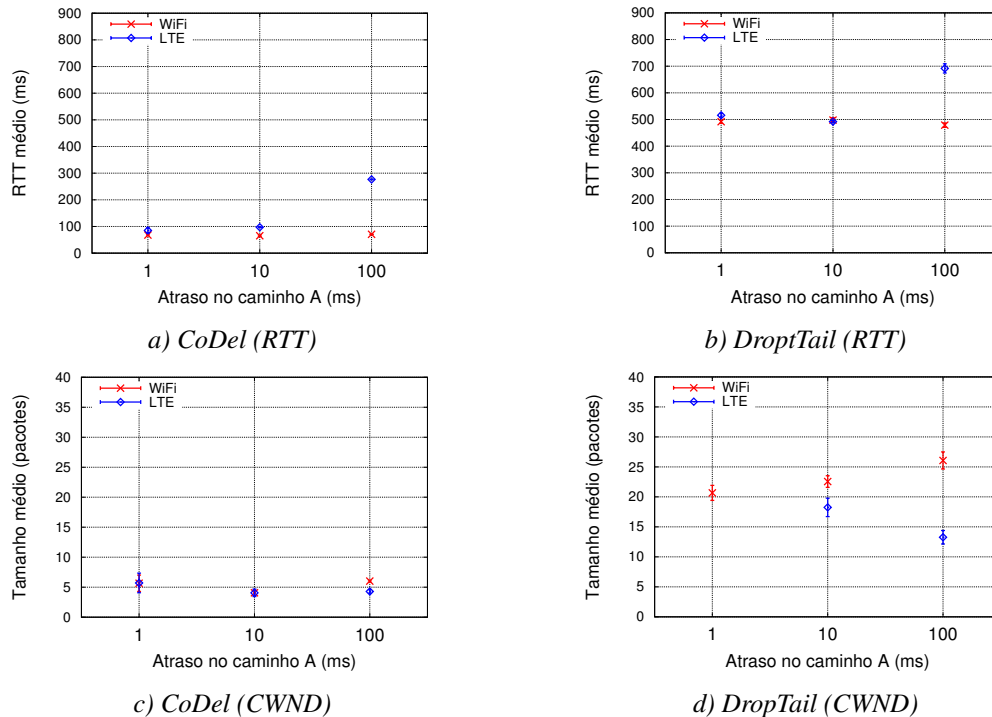 900
800
700
600
500
400
300
200
100
0
RTT médio (ms)
WiFi
LTE
1 10 100
Atraso no caminho A (ms)
a) CoDel (RTT)
900
800
700
600
500
400
300
200
100
0
RTT médio (ms)
WiFi
LTE
1 10 100
Atraso no caminho A (ms)
b) DroptTail (RTT)
40
35
30
25
20
15
10
5
0
Tamanho médio (pacotes)
WiFi
LTE
1 10 100
Atraso no caminho A (ms)
c) CoDel (CWND)
40
35
30
25
20
15
10
5
0
Tamanho médio (pacotes)
WiFi
LTE
1 10 100
Atraso no caminho A (ms)
d) DropTail (CWND)